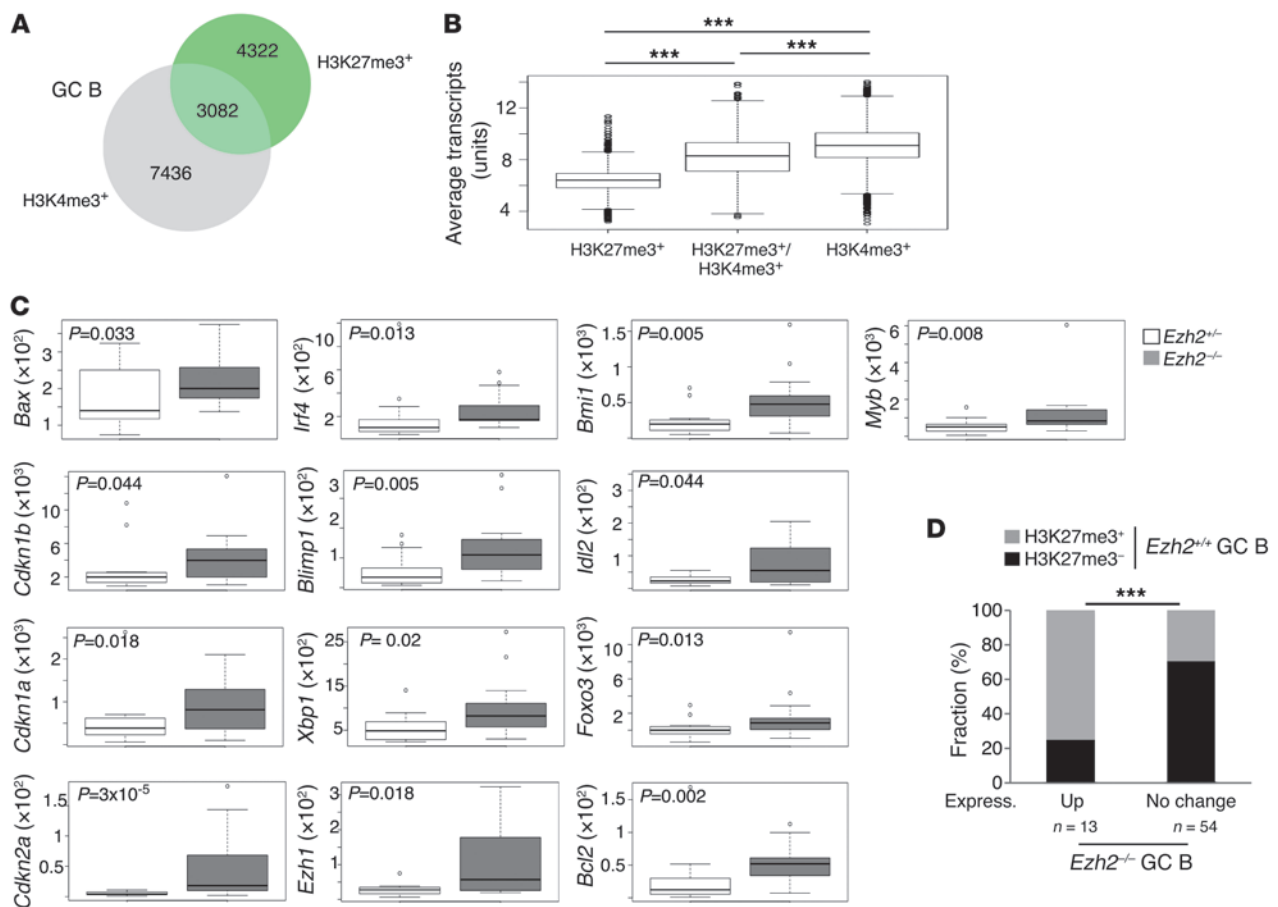 A
GC B
4322
H3K27me3+
3082
7436
H3K4me3+
B
***
***
***
Average transcripts
(units)
12
8
4
H3K27me3+
H3K27me3+/
H3K4me3+
H3K4me3+
C
Bax (×10²)
P=0.033
3
2
1
Irf4 (×10²)
P=0.013
10
6
2
Bmi1 (×10³)
P=0.005
1.5
1
0.5
Myb (×10³)
P=0.008
6
4
2
0
Ezh2+/–
Ezh2–/–
Cdkn1b (×10³)
P=0.044
10
6
4
2
Blimp1 (×10²)
P=0.005
3
2
1
Idl2 (×10²)
P=0.044
3
2
1
0
Cdkn1a (×10³)
P=0.018
2
1
0
Xbp1 (×10²)
P= 0.02
25
15
5
Foxo3 (×10³)
P=0.013
10
6
2
0
Cdkn2a (×10²)
P=3x10-5
1.5
1
0.5
Ezh1 (×10²)
P=0.018
3
2
1
0
Bcl2 (×10²)
P=0.002
1.5
1
0.5
0
D
H3K27me3+
H3K27me3–
Ezh2+/+ GC B
***
Fraction (%)
100
80
60
40
20
0
Express.
Up
No change
n = 13
n = 54
Ezh2–/– GC B